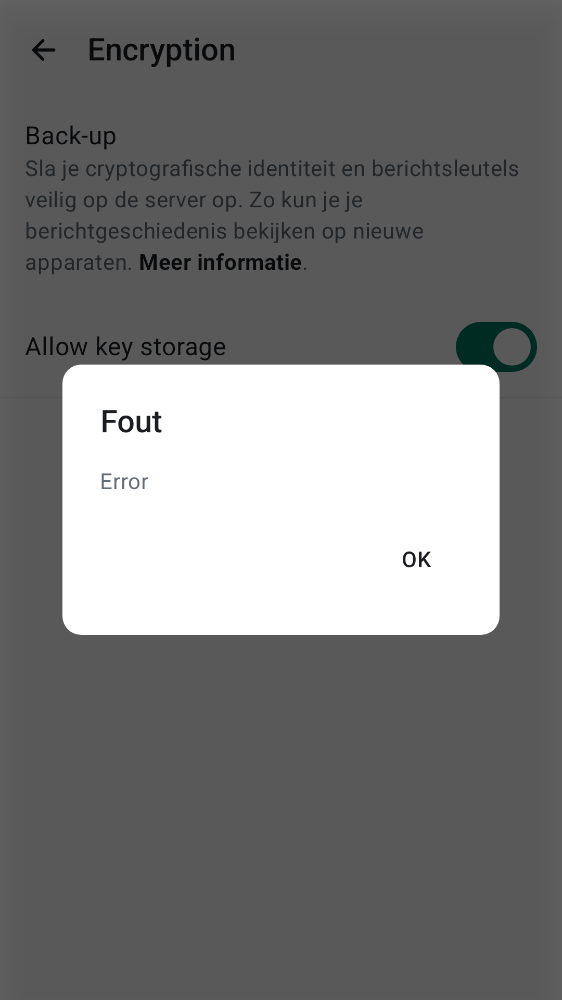 Encryption
Back-up
Sla je cryptografische identiteit en berichtsleutels
veilig op de server op. Zo kun je je
berichtgeschiedenis bekijken op nieuwe
apparaten. Meer informatie.
Allow key storage
Fout
Error
OK